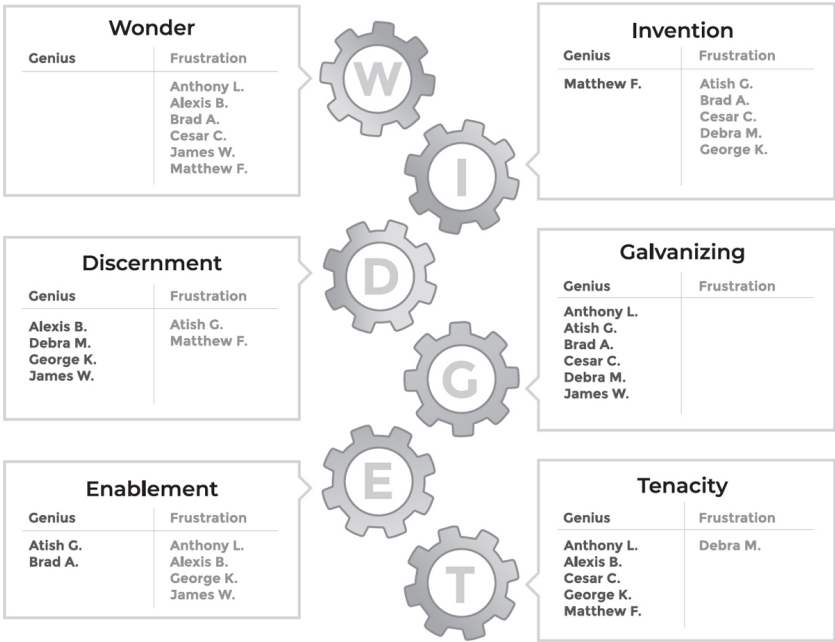 Wonder
Genius
Frustration
Anthony L.
Alexis B.
Brad A.
Cesar C.
James W.
Matthew F.
W
Invention
Genius
Frustration
Matthew F.
Atish G.
Brad A.
Cesar C.
Debra M.
George K.
I
Discernment
Genius
Frustration
Alexis B.
Debra M.
George K.
James W.
Atish G.
Matthew F.
D
Galvanizing
Genius
Frustration
Anthony L.
Atish G.
Brad A.
Cesar C.
Debra M.
James W.
G
Enablement
Genius
Frustration
Atish G.
Brad A.
Anthony L.
Alexis B.
George K.
James W.
E
Tenacity
Genius
Frustration
Anthony L.
Alexis B.
Cesar C.
George K.
Matthew F.
Debra M.
T